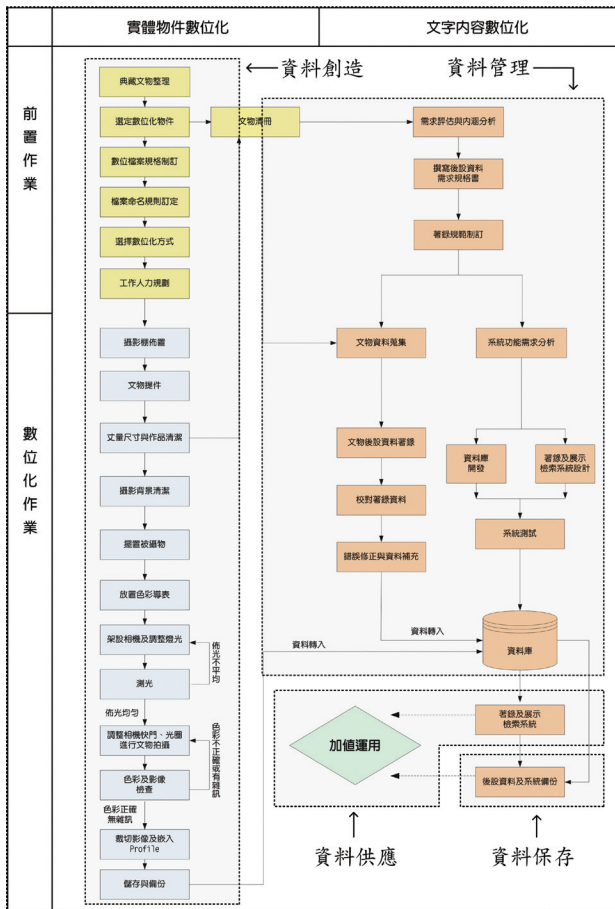 實體物件數位化
文字內容數位化
前置作業
數位化作業
資料創造
資料管理
典藏文物整理
選定數位化物件
文物清冊
數位檔案規格制訂
檔案命名規則訂定
選擇數位化方式
工作人力規劃
攝影棚佈置
文物提件
丈量尺寸與作品清潔
攝影背景清潔
擺置被攝物
放置色彩導表
架設相機及調整燈光
佈光不平均
測光
佈光均勻
調整相機快門、光圈
進行文物拍攝
色彩不正確或有雜訊
色彩及影像
檢查
色彩正確
無雜訊
裁切影像及嵌入
Profile
儲存與備份
需求評估與內涵分析
撰寫後設資料
需求規格書
著錄規範制訂
文物資料蒐集
系統功能需求分析
文物後設資料著錄
資料庫
開發
著錄及展示
檢索系統設計
校對著錄資料
系統測試
錯誤修正與資料補充
資料轉入
資料轉入
資料庫
著錄及展示
檢索系統
加值運用
後設資料及系統備份
資料供應
資料保存